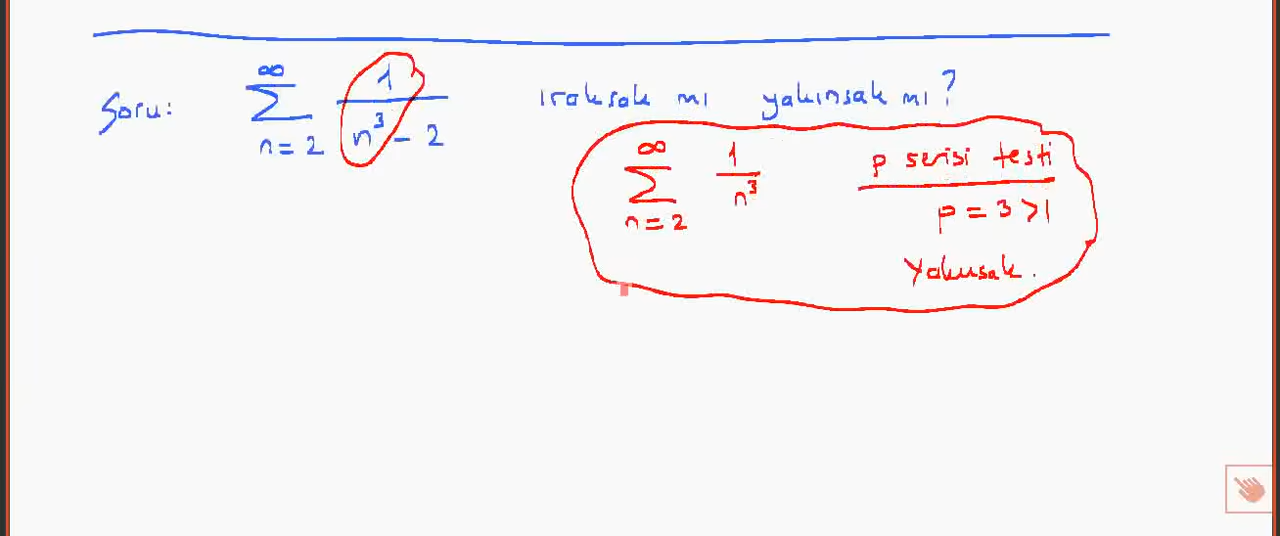 Soru: ∞∑n=2 1/(n³ - 2) ıraksak mı yakınsak mı?
∞∑n=2 1/n³ p serisi testi
p = 3 > 1
Yakınsak.